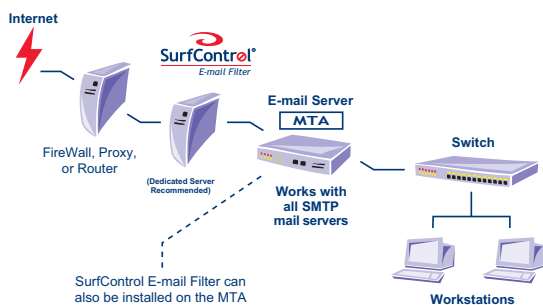 Internet
SurfControl®
E-mail Filter
E-mail Server
MTA
Switch
FireWall, Proxy,
or Router
(Dedicated Server
Recommended)
Works with
all SMTP
mail servers
SurfControl E-mail Filter can
also be installed on the MTA
Workstations